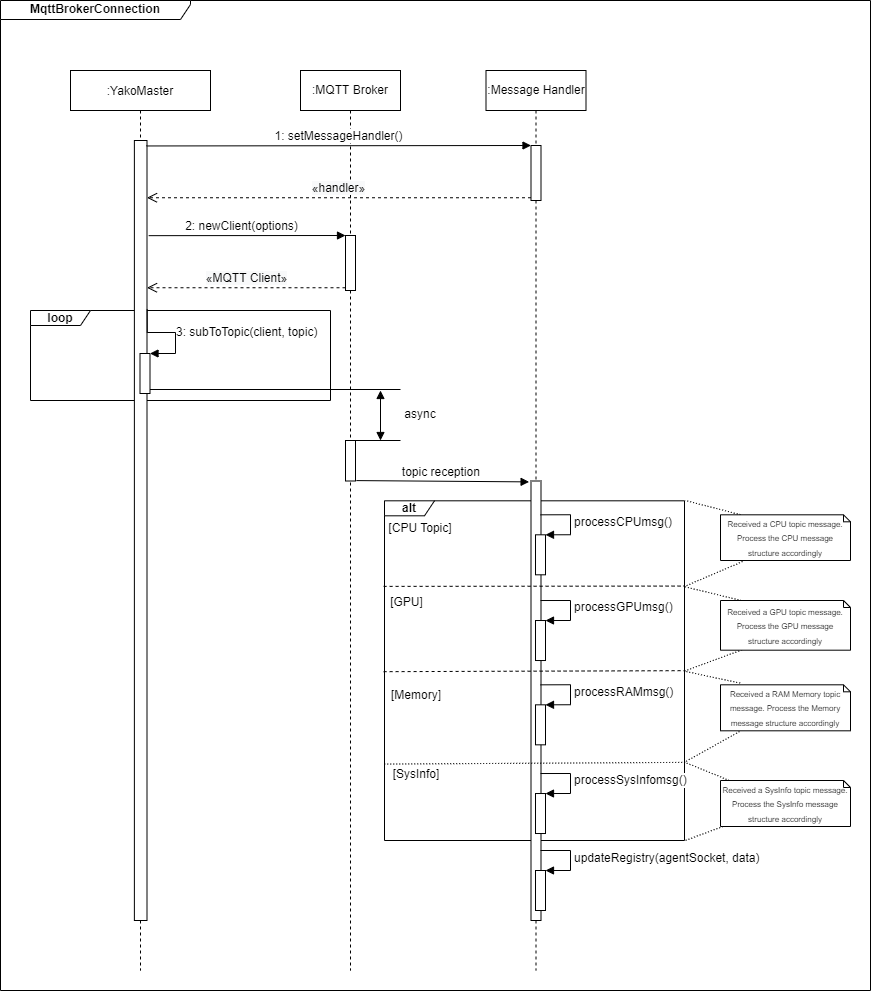 MqttBrokerConnection
:YakoMaster
:MQTT Broker
:Message Handler
1: setMessageHandler()
«handler»
2: newClient(options)
«MQTT Client»
loop
3: subToTopic(client, topic)
async
topic reception
alt
[CPU Topic]
processCPUmsg()
Received a CPU topic message.
Process the CPU message
structure accordingly
[GPU]
processGPUmsg()
Received a GPU topic message.
Process the GPU message
structure accordingly
[Memory]
processRAMmsg()
Received a RAM Memory topic
message. Process the Memory
message structure accordingly
[SysInfo]
processSysInfomsg()
Received a SysInfo topic message.
Process the SysInfo message
structure accordingly
updateRegistry(agentSocket, data)